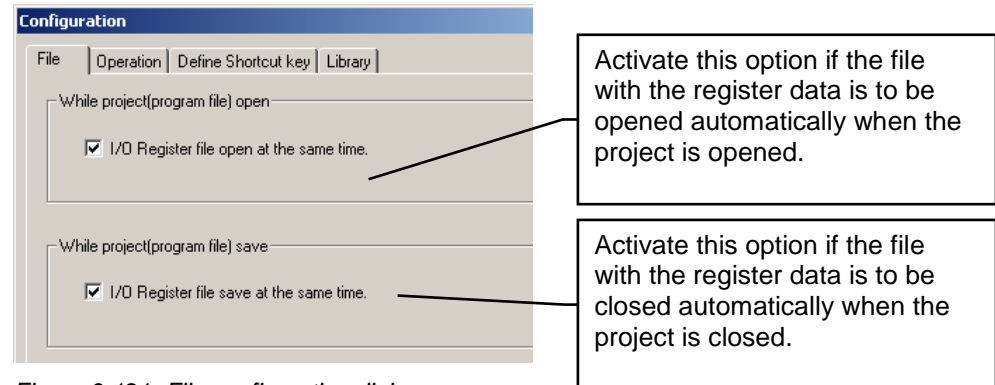 Configuration
File Operation Define Shortcut key Library
While project(program file) open
I/O Register file open at the same time.
While project(program file) save
I/O Register file save at the same time.
Activate this option if the file
with the register data is to be
opened automatically when the
project is opened.
Activate this option if the file
with the register data is to be
closed automatically when the
project is closed.